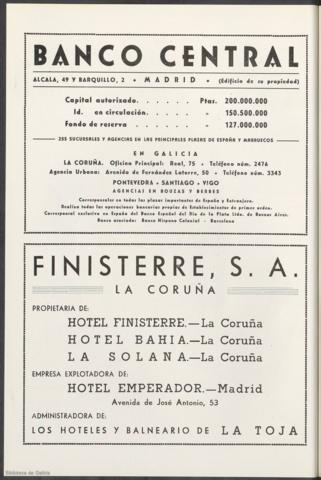 BANCO CENTRAL
ALCALA, 49 Y BARQUILLO, 2 • MADRID • (Edificio de su propiedad)
Capital autorizado. . . . . . Ptas. 200.000.000
Id. en circulación. . . . . » 150.500.000
Fondo de reserva . . . . . » 127.000.000
255 SUCURSALES Y AGENCIAS EN LAS PRINCIPALES PLAZAS DE ESPAÑA Y MARRUECOS
EN GALICIA
LA CORUÑA. Oficina Principal: Real, 75 • Teléfono núm. 2476
Agencia Urbana: Avenida de Fernández Latorre, 50 • Teléfono núm. 3343
PONTEVEDRA • SANTIAGO • VIGO
AGENCIAS EN BOUZAS Y BERBES
Corresponsales en todas las plazas importantes de España y Extranjero.
Realiza todas las operaciones bancarias propias de Establecimientos de primer orden.
Corresponsal exclusivo en España del Banco Español del Río de la Plata Ltdo. de Buenos Aires.
Banco asociado: Banco Hispano Colonial - Barcelona
FINISTERRE, S. A.
LA CORUÑA
PROPIETARIA DE:
HOTEL FINISTERRE.—La Coruña
HOTEL BAHIA.—La Coruña
LA SOLANA.—La Coruña
EMPRESA EXPLOTADORA DE:
HOTEL EMPERADOR.—Madrid
Avenida de José Antonio, 53
ADMINISTRADORA DE:
LOS HOTELES Y BALNEARIO DE LA TOJA
Biblioteca de Galicia